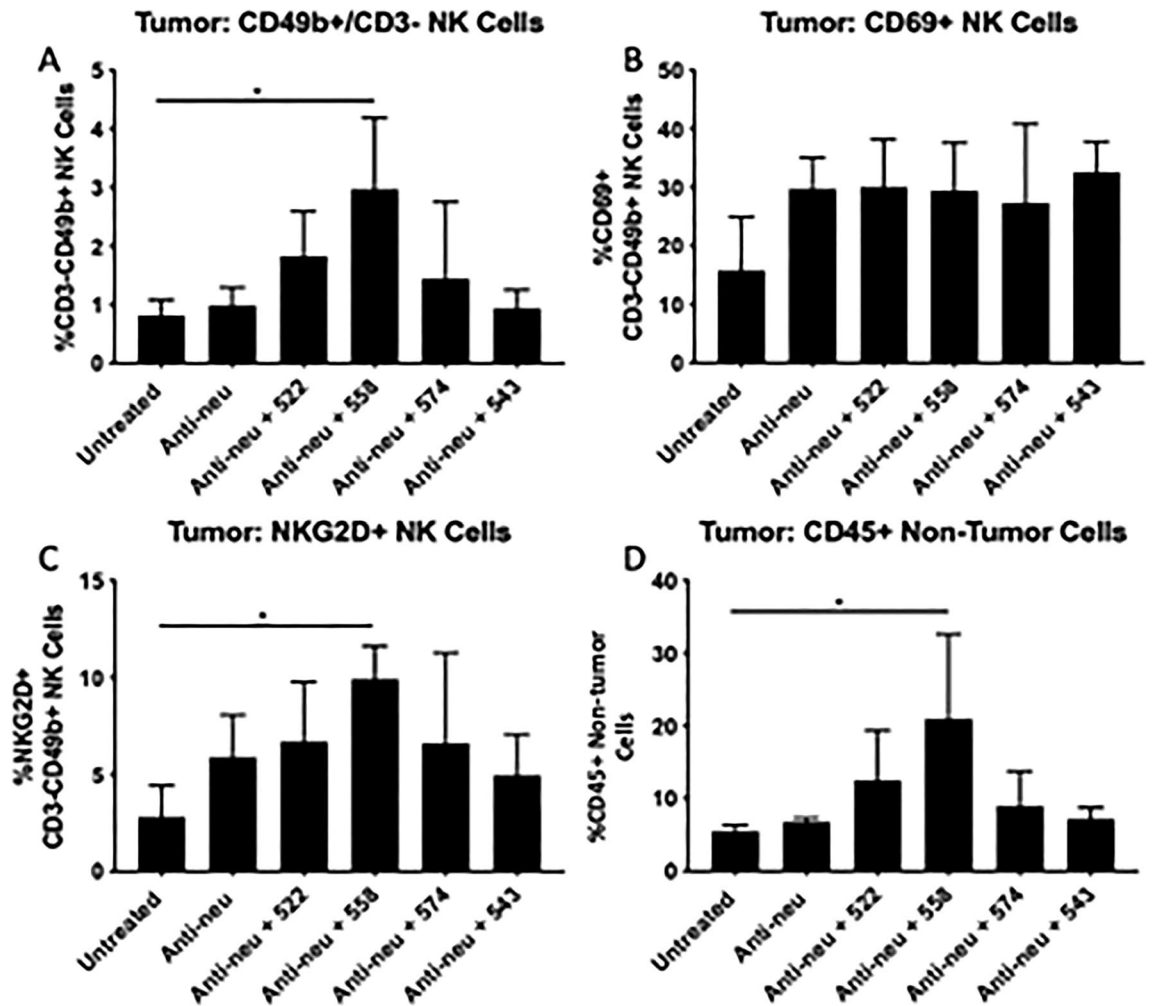 Tumor: CD49b+/CD3- NK Cells
A
%CD3-CD49b+ NK Cells
5
4
3
2
1
0
*
Untreated
Anti-neu
Anti-neu + 522
Anti-neu + 558
Anti-neu + 574
Anti-neu + 543
Tumor: CD69+ NK Cells
B
%CD69+
CD3-CD49b+ NK Cells
50
40
30
20
10
0
Untreated
Anti-neu
Anti-neu + 522
Anti-neu + 558
Anti-neu + 574
Anti-neu + 543
Tumor: NKG2D+ NK Cells
C
%NKG2D+
CD3-CD49b+ NK Cells
15
10
5
0
*
Untreated
Anti-neu
Anti-neu + 522
Anti-neu + 558
Anti-neu + 574
Anti-neu + 543
Tumor: CD45+ Non-Tumor Cells
D
%CD45+ Non-tumor
Cells
40
30
20
10
0
*
Untreated
Anti-neu
Anti-neu + 522
Anti-neu + 558
Anti-neu + 574
Anti-neu + 543